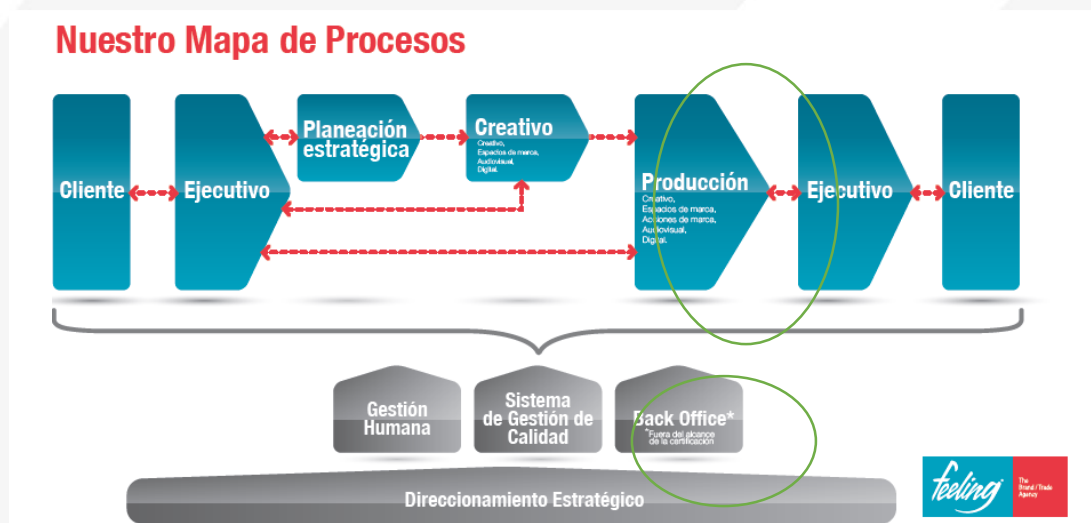 Nuestro Mapa de Procesos
Cliente
Ejecutivo
Planeación
estratégica
Creativo
Creativo,
Espacios de marca,
Audiovisual,
Digital.
Producción
Creativo,
Espacios de marca,
Acciones de marca,
Audiovisual,
Digital.
Ejecutivo
Cliente
Gestión
Humana
Sistema
de Gestión de
Calidad
Back Office*
*Fuera del alcance
de la certificación
Direccionamiento Estratégico
feeling
The
Brand / Trade
Agency